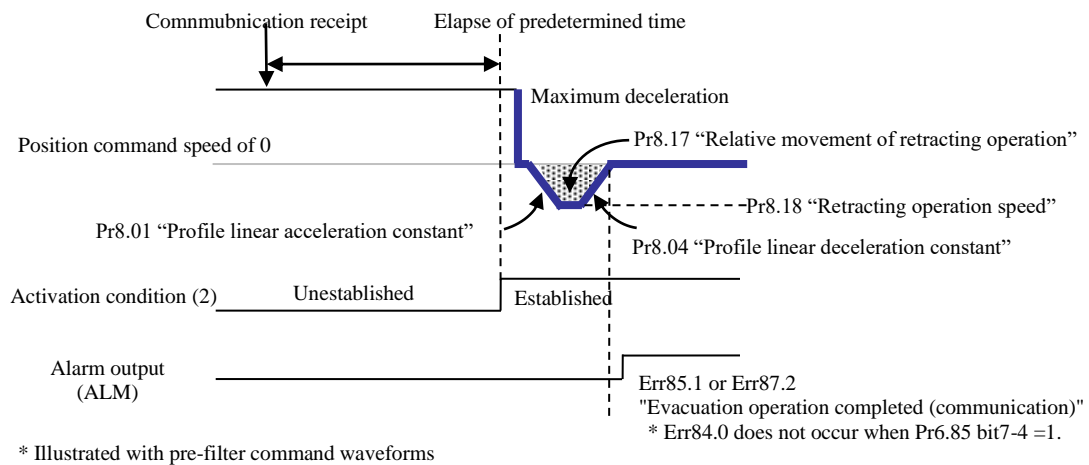 Comnmubnication receipt
Elapse of predetermined time
Maximum deceleration
Position command speed of 0
Pr8.17 “Relative movement of retracting operation”
Pr8.18 “Retracting operation speed”
Pr8.01 “Profile linear acceleration constant”
Pr8.04 “Profile linear deceleration constant”
Activation condition (2)
Unestablished
Established
Alarm output
(ALM)
Err85.1 or Err87.2
"Evacuation operation completed (communication)"
* Err84.0 does not occur when Pr6.85 bit7-4 =1.
* Illustrated with pre-filter command waveforms